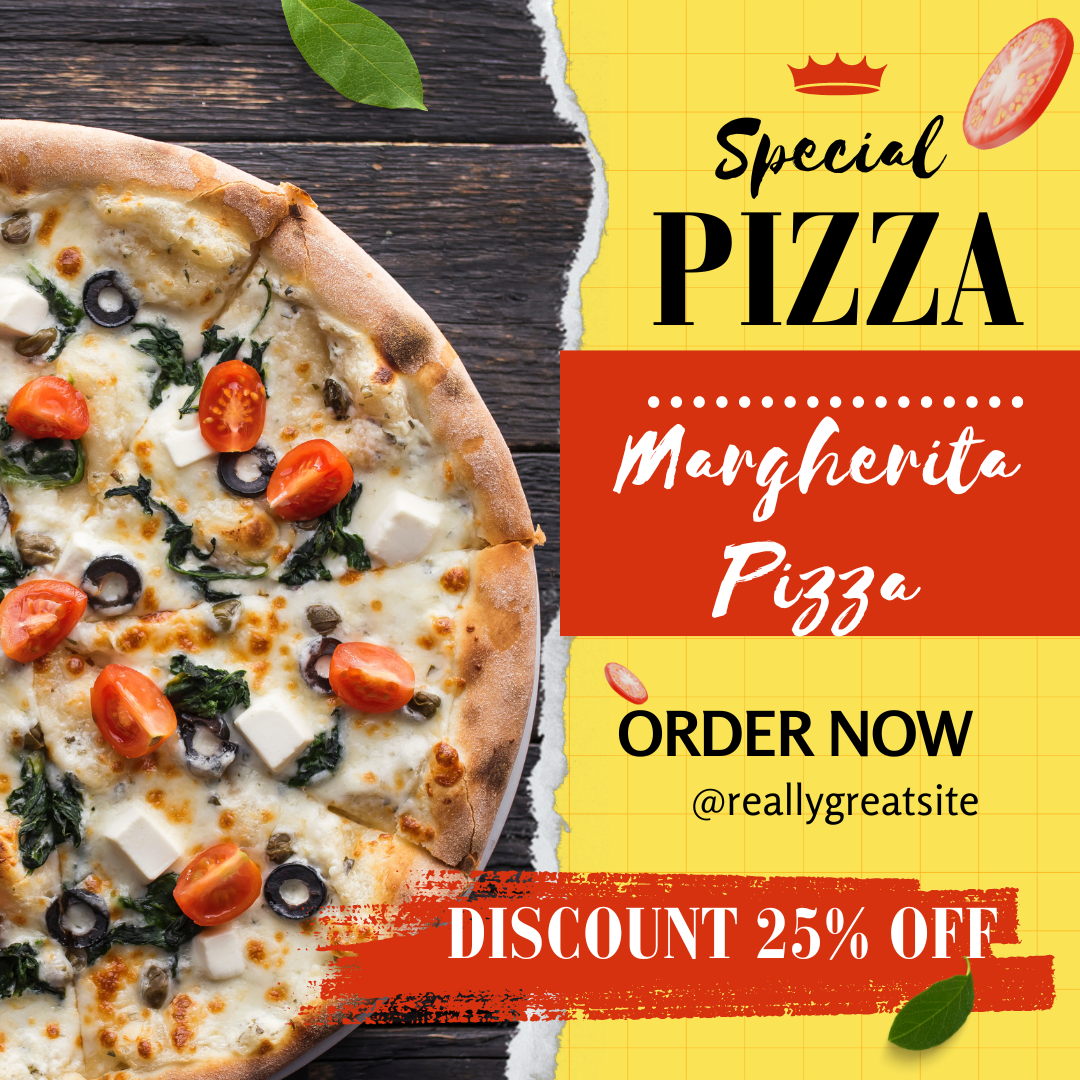 Special
PIZZA
Margherita
Pizza
ORDER NOW
@reallygreatsite
DISCOUNT 25% OFF